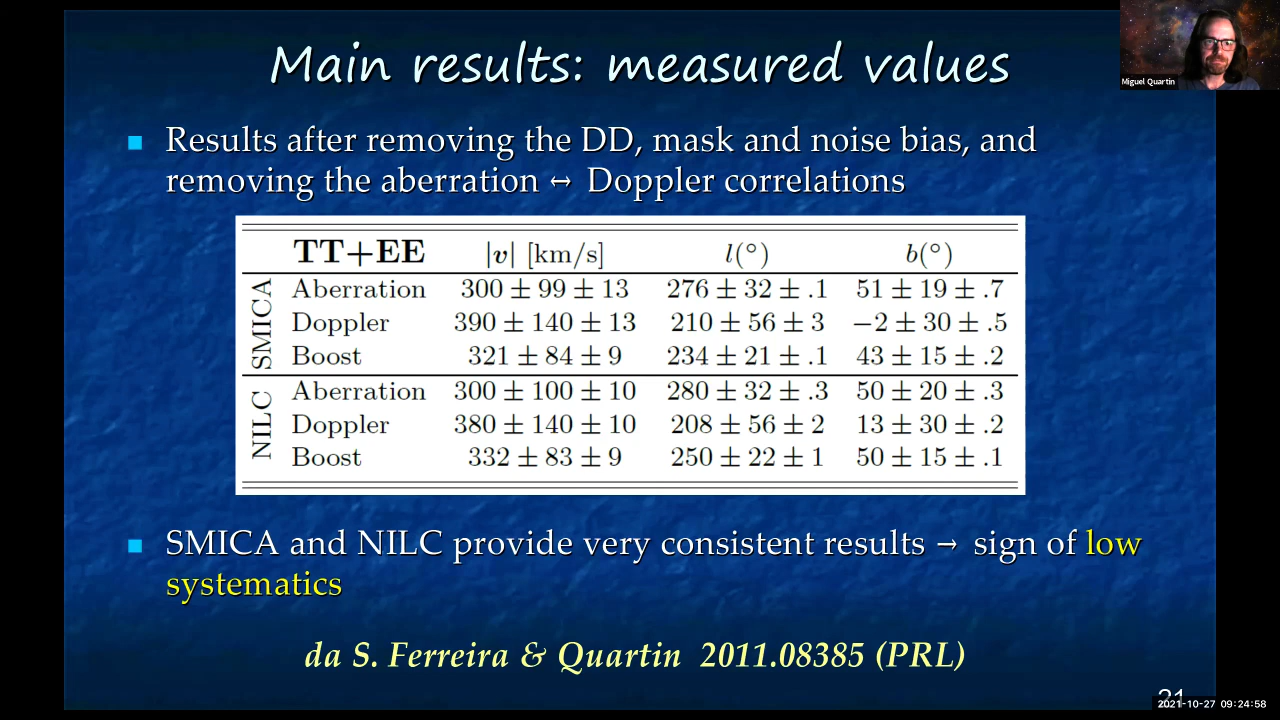 Main results: measured values
Miguel Quartin
■ Results after removing the DD, mask and noise bias, and
removing the aberration ↔ Doppler correlations
TT+EE |v| [km/s] l(°) b(°)
SMICA
Aberration 300 ± 99 ± 13 276 ± 32 ± .1 51 ± 19 ± .7
Doppler 390 ± 140 ± 13 210 ± 56 ± 3 −2 ± 30 ± .5
Boost 321 ± 84 ± 9 234 ± 21 ± .1 43 ± 15 ± .2
NILC
Aberration 300 ± 100 ± 10 280 ± 32 ± .3 50 ± 20 ± .3
Doppler 380 ± 140 ± 10 208 ± 56 ± 2 13 ± 30 ± .2
Boost 332 ± 83 ± 9 250 ± 22 ± 1 50 ± 15 ± .1
■ SMICA and NILC provide very consistent results → sign of low
systematics
da S. Ferreira & Quartin 2011.08385 (PRL)
21
2021-10-27 09:24:58